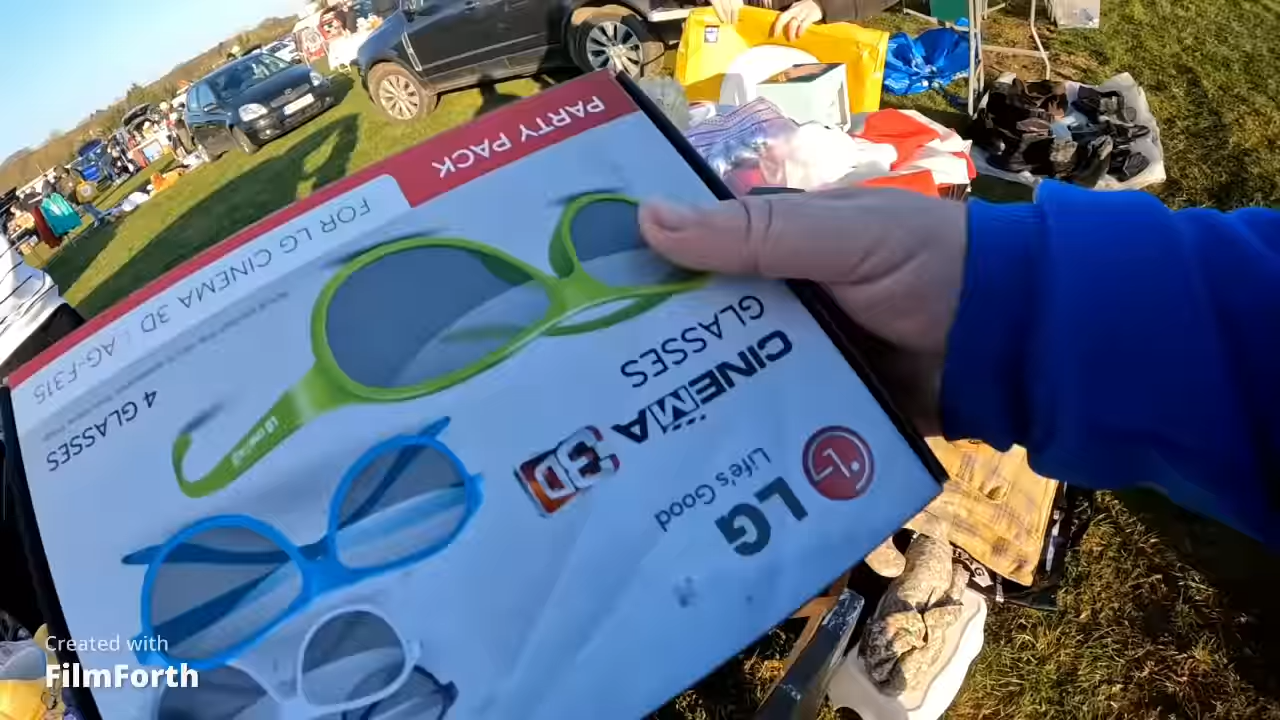 PARTY PACK
FOR LG CINEMA 3D
AG-F315
4 GLASSES
CINEMA 3D
GLASSES
LG
Life's Good
LG
Created with
FilmForth